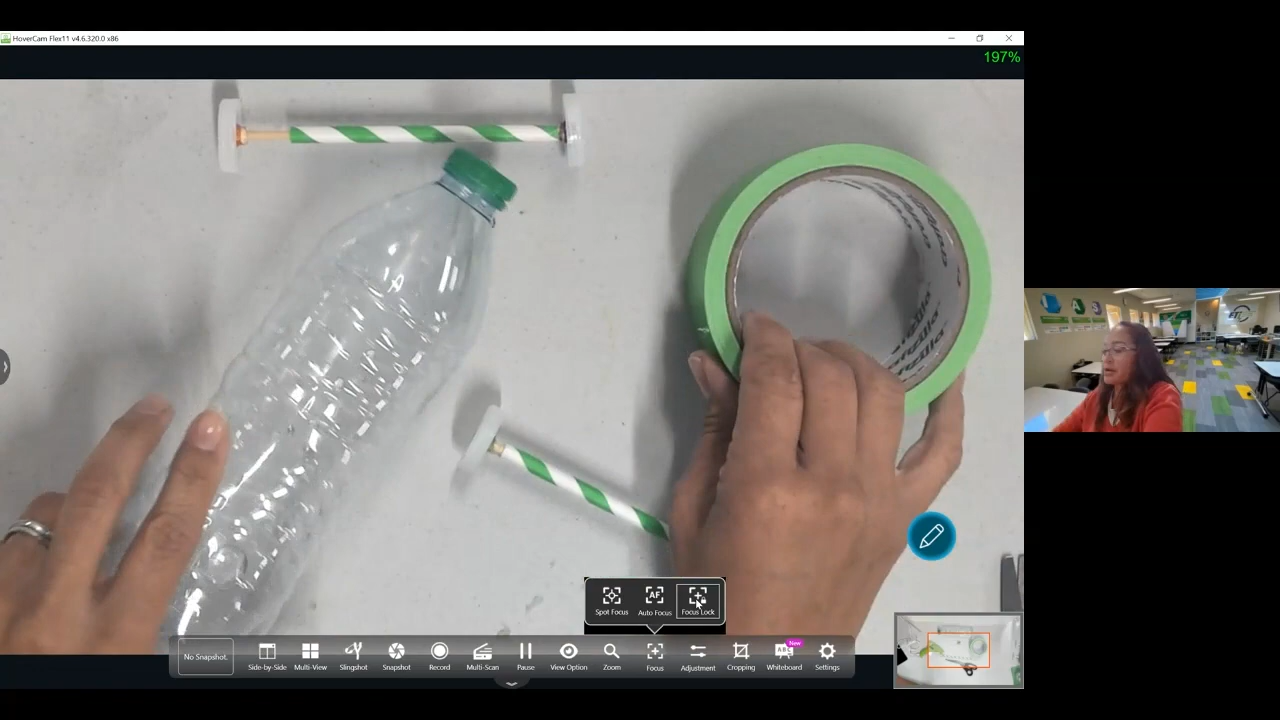 HoverCam Flex11 v4.6.320.0 x86
197%
Spot Focus
AF
Auto Focus
Focus Lock
No Snapshot.
Side-by-Side
Multi-View
Slingshot
Snapshot
Record
Multi-Scan
Pause
View Option
Zoom
Focus
Adjustment
Cropping
New
Whiteboard
Settings